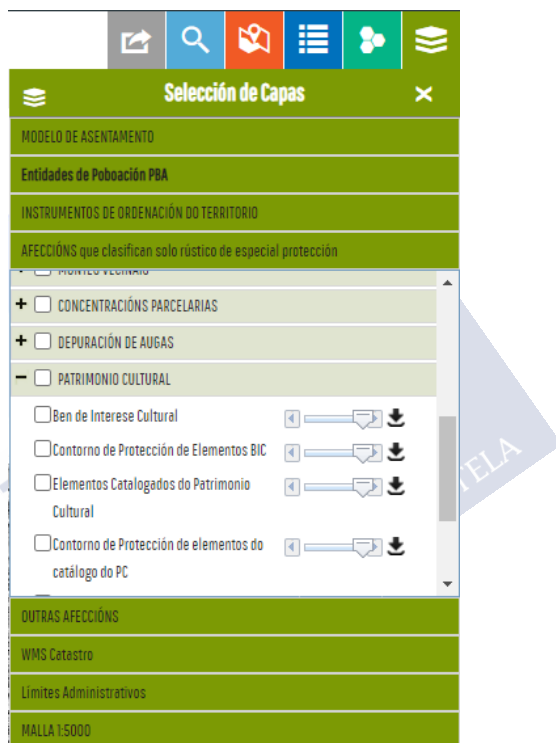 Selección de Capas
MODELO DE ASENTAMENTO
Entidades de Poboación PBA
INSTRUMENTOS DE ORDENACIÓN DO TERRITORIO
AFECCIÓNS que clasifican solo rústico de especial protección
MONTES VECINAIS
CONCENTRACIÓNS PARCELARIAS
DEPURACIÓN DE AUGAS
PATRIMONIO CULTURAL
Ben de Interese Cultural
Contorno de Protección de Elementos BIC
Elementos Catalogados do Patrimonio
Cultural
Contorno de Protección de elementos do
catálogo do PC
OUTRAS AFECCIÓNS
WMS Catastro
Límites Administrativos
MALLA 1:5000
TELA